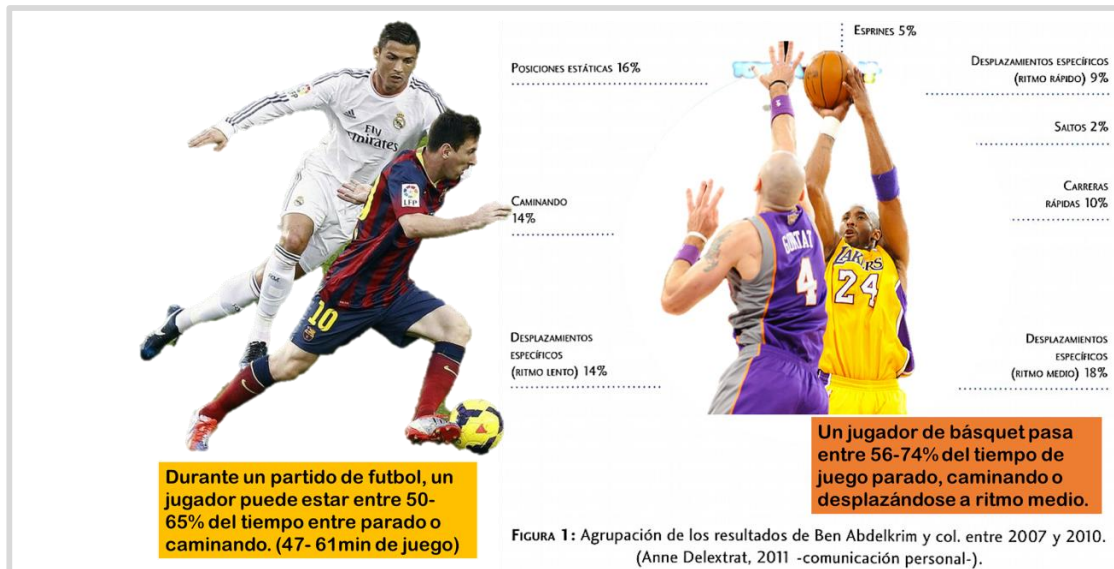 ESPRINES 5%
POSICIONES ESTÁTICAS 16%
DESPLAZAMIENTOS ESPECÍFICOS
(RITMO RÁPIDO) 9%
SALTOS 2%
CAMINANDO
14%
CARRERAS
RÁPIDAS 10%
DESPLAZAMIENTOS
ESPECÍFICOS
(RITMO LENTO) 14%
DESPLAZAMIENTOS
ESPECÍFICOS
(RITMO MEDIO) 18%
Fly
Emirates
LFP
10
GORTAT
4
LAKERS
24
Durante un partido de futbol, un
jugador puede estar entre 50-
65% del tiempo entre parado o
caminando. (47- 61min de juego)
Un jugador de básquet pasa
entre 56-74% del tiempo de
juego parado, caminando o
desplazándose a ritmo medio.
FIGURA 1: Agrupación de los resultados de Ben Abdelkrim y col. entre 2007 y 2010.
(Anne Delextrat, 2011 -comunicación personal-).